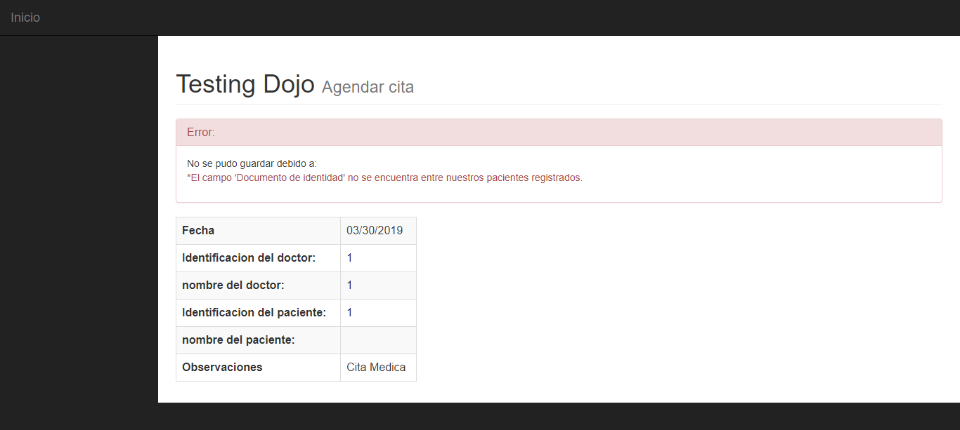 Inicio
Testing Dojo Agendar cita
Error:
No se pudo guardar debido a:
*El campo 'Documento de identidad' no se encuentra entre nuestros pacientes registrados.
Fecha 03/30/2019
Identificacion del doctor: 1
nombre del doctor: 1
Identificacion del paciente: 1
nombre del paciente:
Observaciones Cita Medica